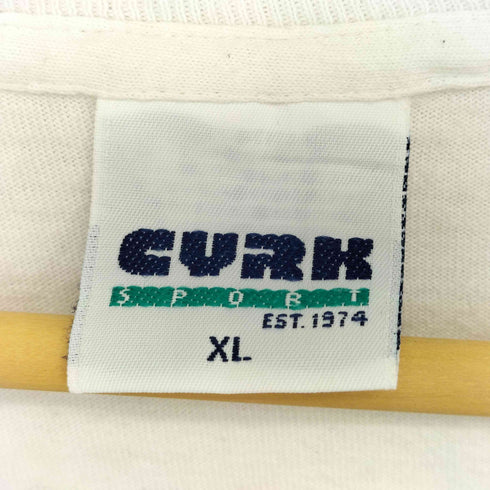 CVRK
SPORT
EST. 1974
XL